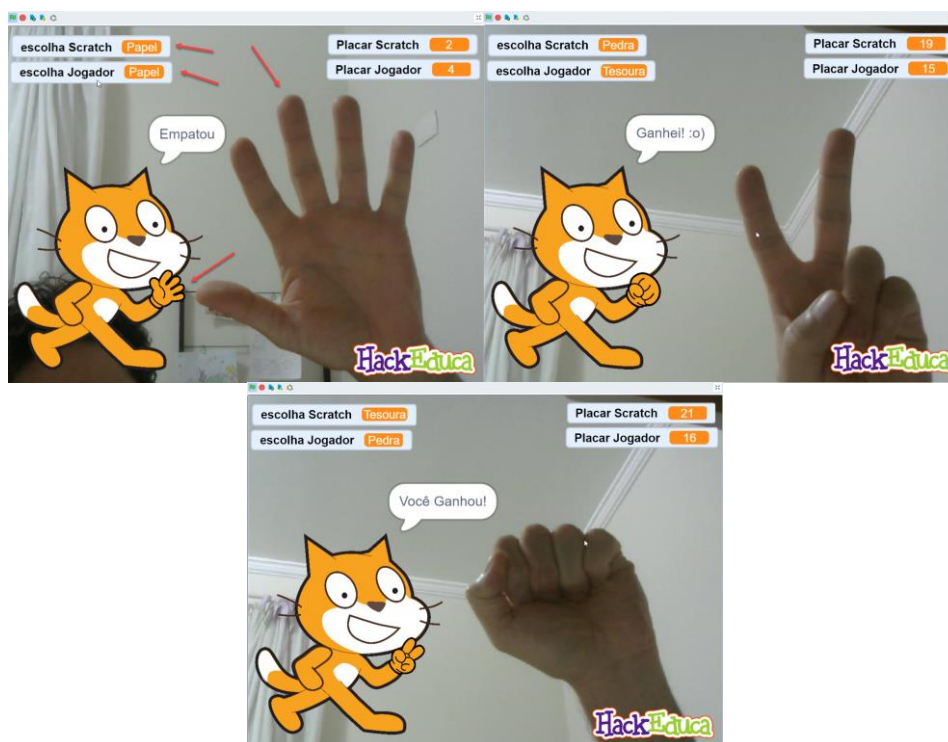 escolha Scratch Papel
escolha Jogador Papel
Placar Scratch 2
Placar Jogador 4
Empatou
HackEduca
escolha Scratch Pedra
escolha Jogador Tesoura
Placar Scratch 19
Placar Jogador 15
Ganhei! :o)
HackEduca
escolha Scratch Tesoura
escolha Jogador Pedra
Placar Scratch 21
Placar Jogador 16
Você Ganhou!
HackEduca